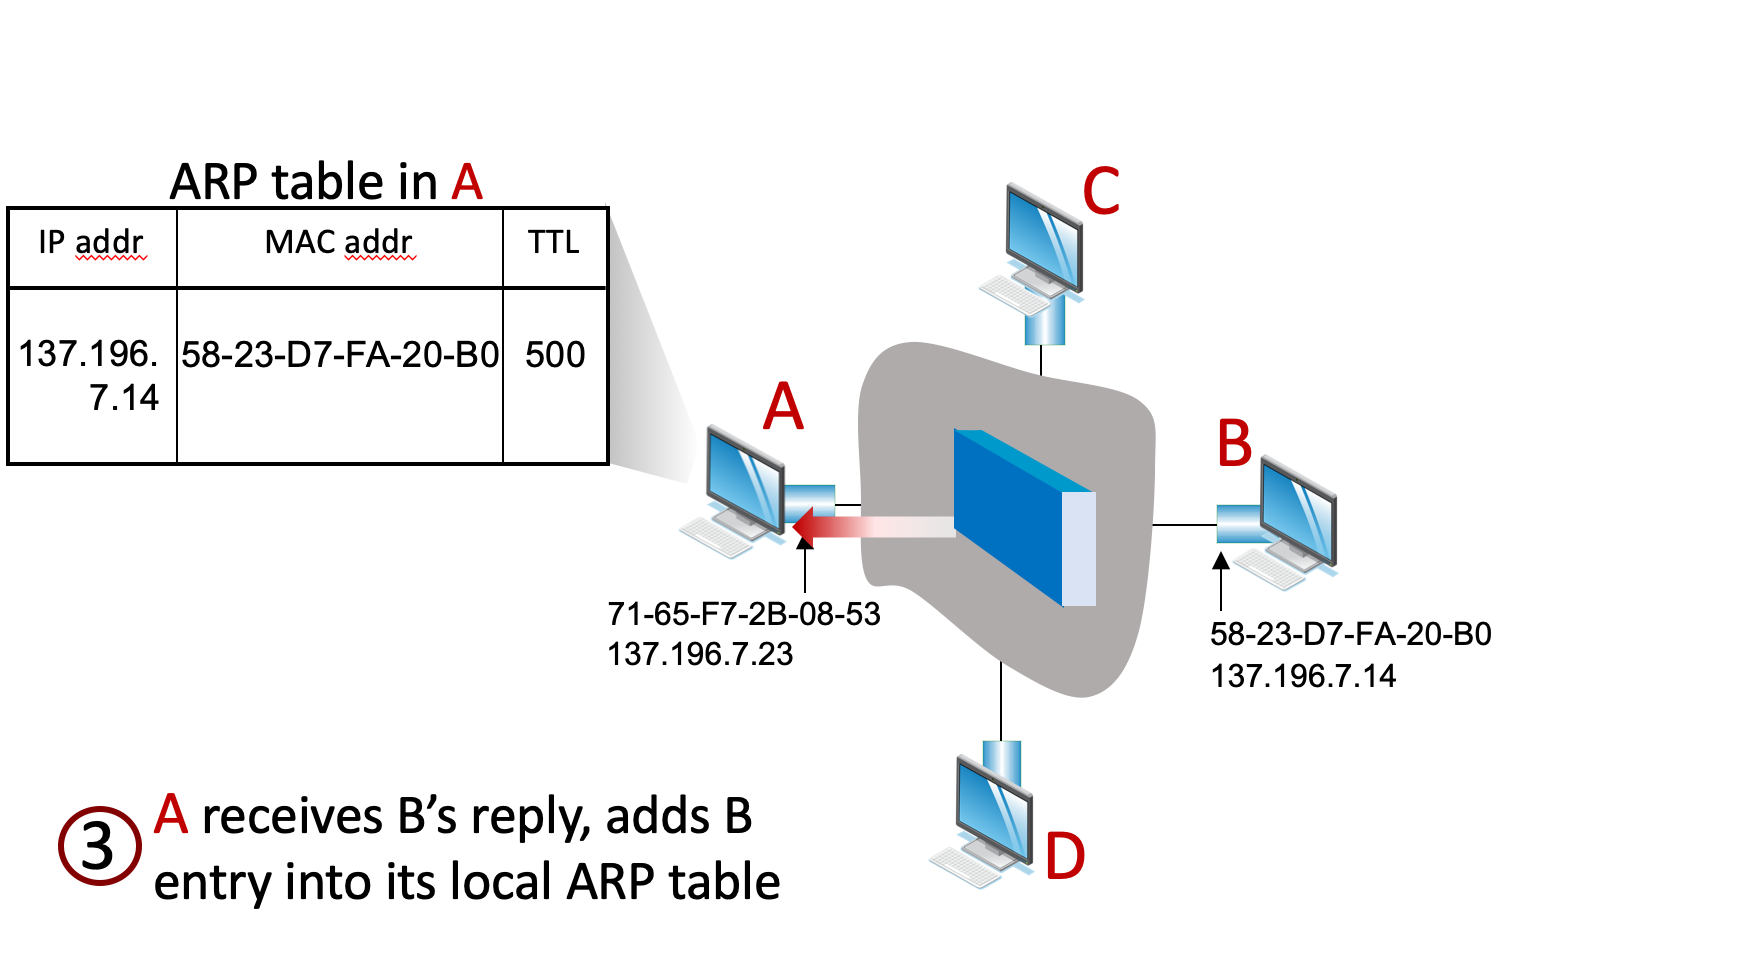 ARP table in A
IP addr MAC addr TTL
137.196. 58-23-D7-FA-20-B0 500
7.14
C
A
B
71-65-F7-2B-08-53
137.196.7.23
58-23-D7-FA-20-B0
137.196.7.14
D
3 A receives B’s reply, adds B
entry into its local ARP table